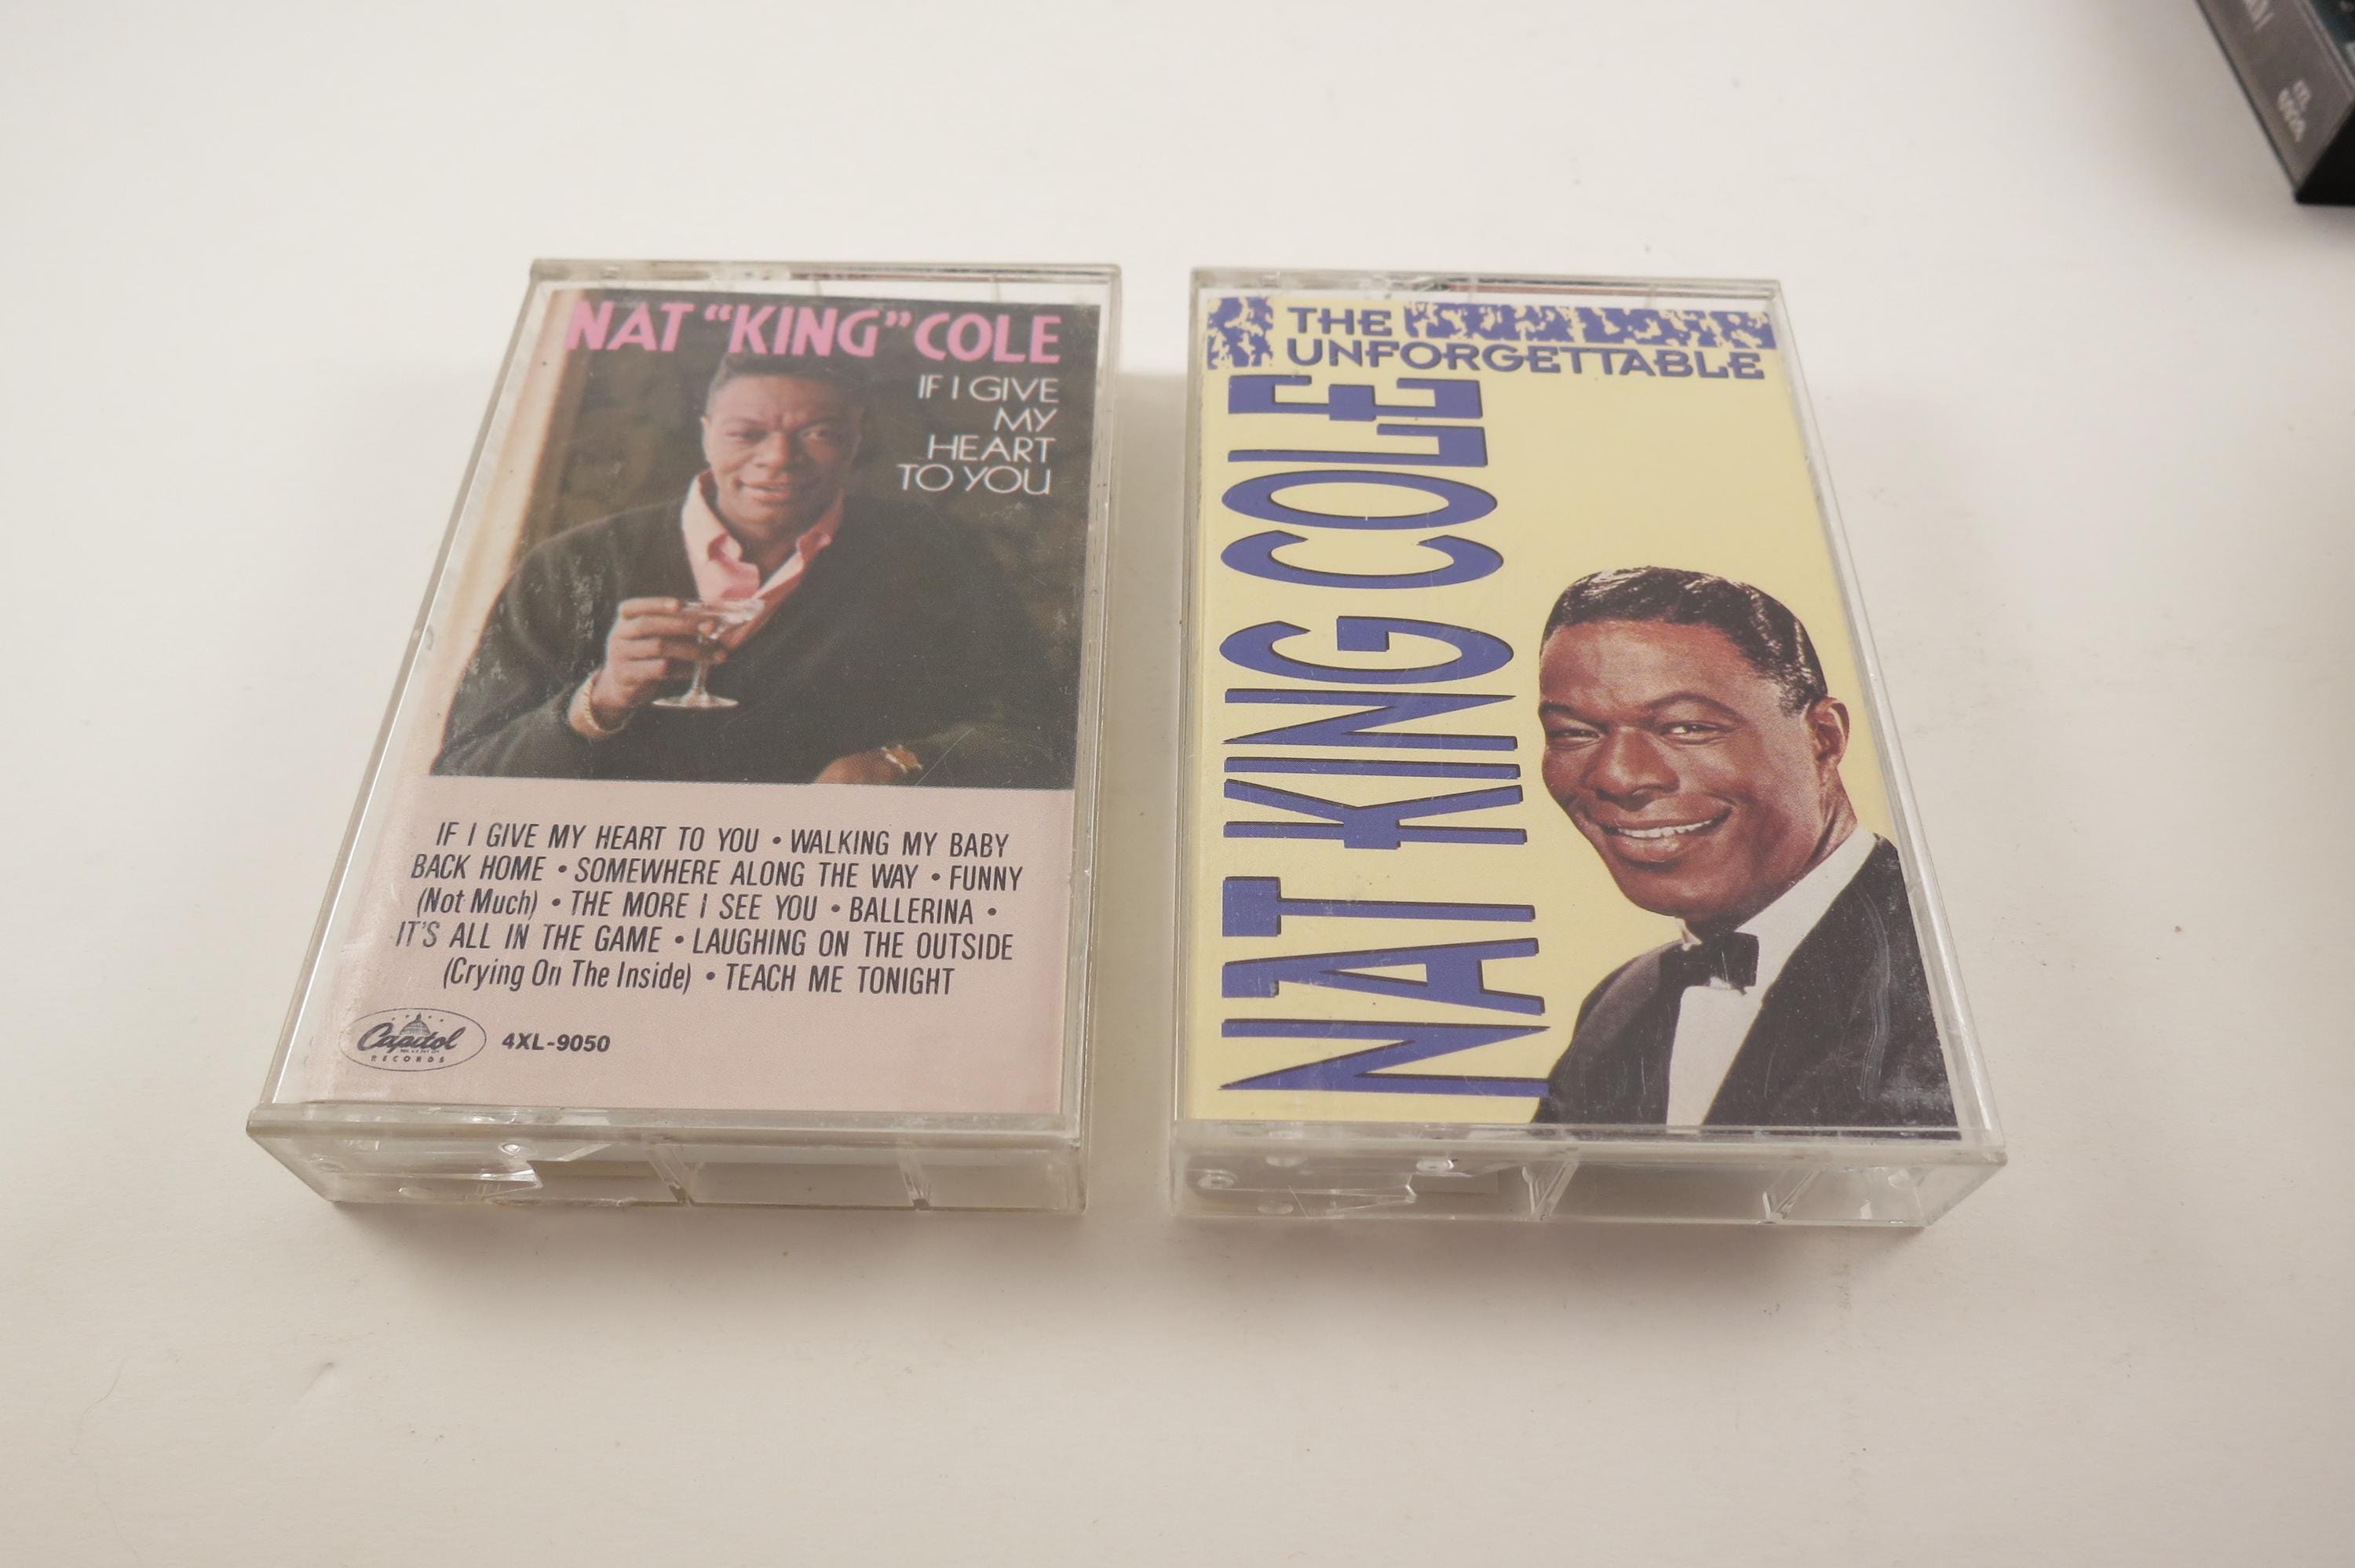 NAT “KING” COLE
IF I GIVE
MY
HEART
TO YOU
IF I GIVE MY HEART TO YOU • WALKING MY BABY
BACK HOME • SOMEWHERE ALONG THE WAY • FUNNY
(Not Much) • THE MORE I SEE YOU • BALLERINA •
IT'S ALL IN THE GAME • LAUGHING ON THE OUTSIDE
(Crying On The Inside) • TEACH ME TONIGHT
Capitol
RECORDS
4XL-9050
THE
UNFORGETTABLE
NAT KING COLE